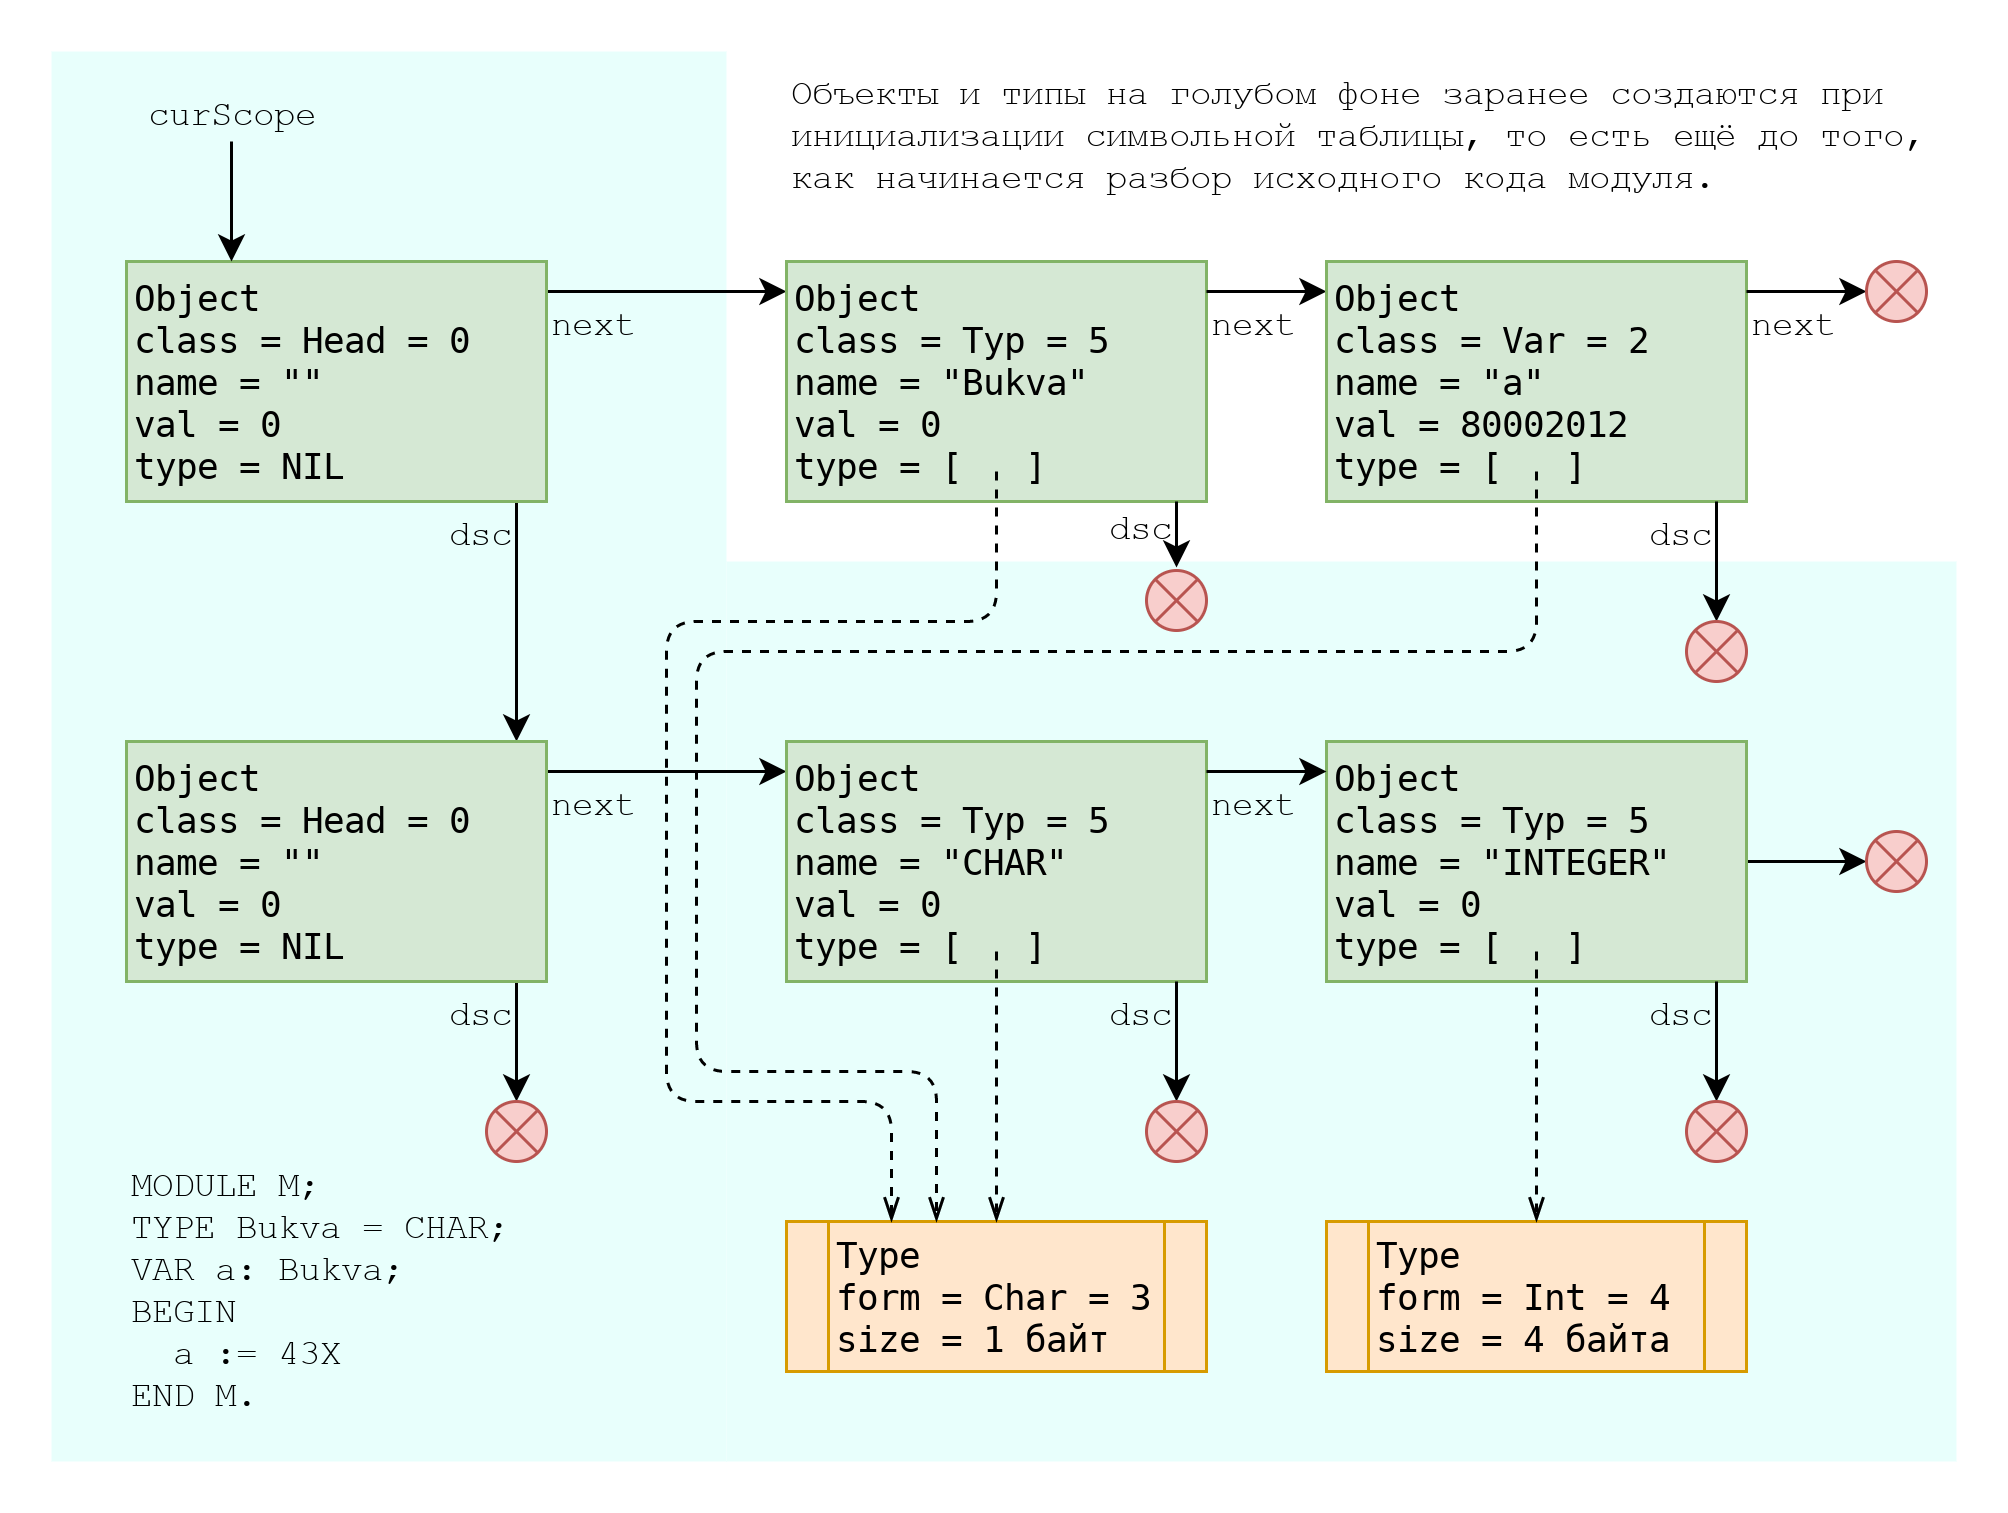 curScope
Объекты и типы на голубом фоне заранее создаются при
инициализации символьной таблицы, то есть ещё до того,
как начинается разбор исходного кода модуля.
Object
class = Head = 0
name = ""
val = 0
type = NIL
next
dsc
Object
class = Typ = 5
name = "Bukva"
val = 0
type = [ ]
next
dsc
Object
class = Var = 2
name = "a"
val = 80002012
type = [ ]
next
dsc
Object
class = Head = 0
name = ""
val = 0
type = NIL
next
dsc
Object
class = Typ = 5
name = "CHAR"
val = 0
type = [ ]
next
dsc
Object
class = Typ = 5
name = "INTEGER"
val = 0
type = [ ]
dsc
MODULE M;
TYPE Bukva = CHAR;
VAR a: Bukva;
BEGIN
  a := 43X
END M.
Type
form = Char = 3
size = 1 байт
Type
form = Int = 4
size = 4 байта